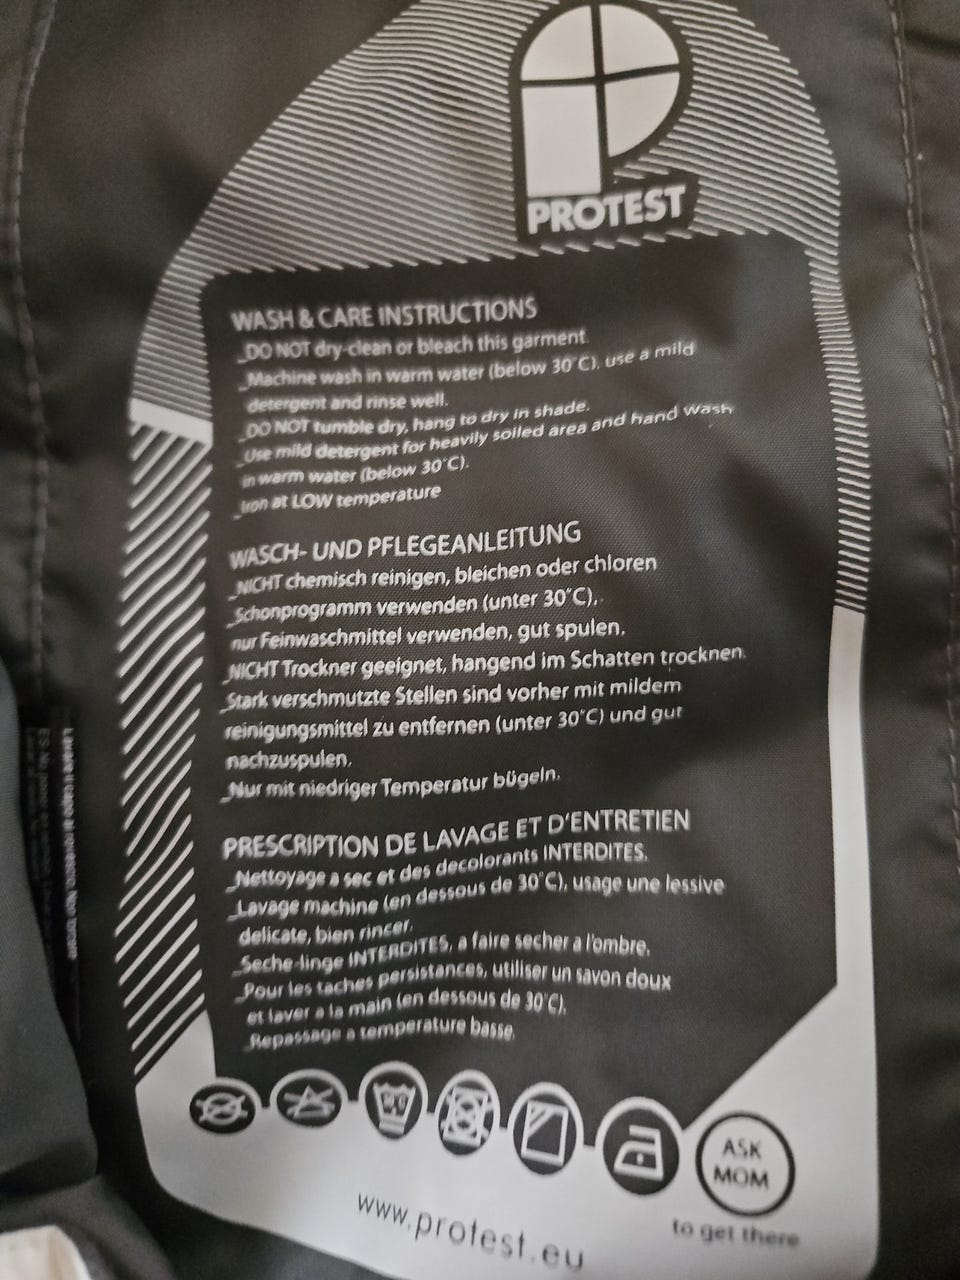 PROTEST
WASH & CARE INSTRUCTIONS
_DO NOT dry-clean or bleach this garment.
_Machine wash in warm water (below 30°C), use a mild
detergent and rinse well.
_DO NOT tumble dry, hang to dry in shade.
_Use mild detergent for heavily soiled area and hand wash
in warm water (below 30°C).
_Iron at LOW temperature
WASCH- UND PFLEGEANLEITUNG
_NICHT chemisch reinigen, bleichen oder chloren
_Schonprogramm verwenden (unter 30°C),
nur Feinwaschmittel verwenden, gut spulen.
_NICHT Trockner geeignet, hangend im Schatten trocknen.
_Stark verschmutzte Stellen sind vorher mit mildem
reinigungsmittel zu entfernen (unter 30°C) und gut
nachzuspulen.
_Nur mit niedriger Temperatur bügeln.
PRESCRIPTION DE LAVAGE ET D'ENTRETIEN
_Nettoyage a sec et des decolorants INTERDITES.
_Lavage machine (en dessous de 30°C), usage une lessive
delicate, bien rincer.
_Seche-linge INTERDITES, a faire secher a l'ombre.
_Pour les taches persistances, utiliser un savon doux
et laver a la main (en dessous de 30°C).
_Repassage a temperature basse.
ASK
MOM
to get there
www.protest.eu